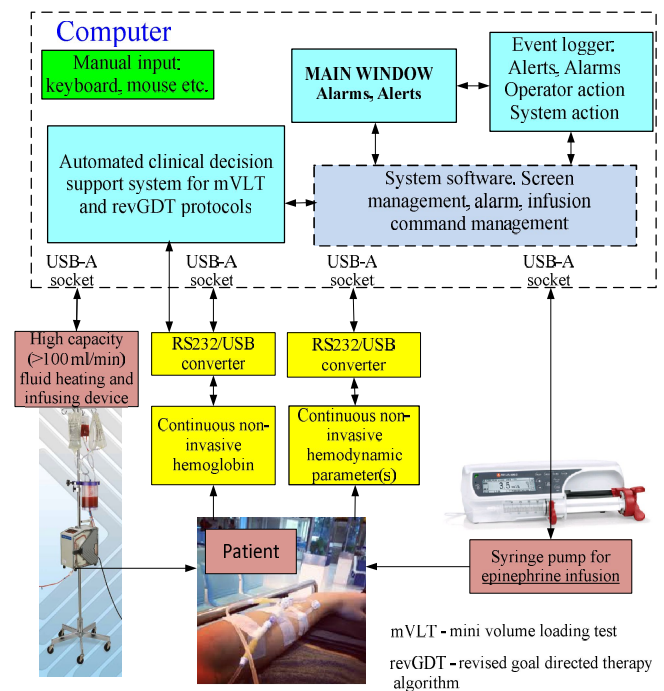 Computer
Manual input:
keyboard, mouse etc.
MAIN WINDOW
Alarms, Alerts
Event logger:
Alerts, Alarms
Operator action
System action
Automated clinical decision
support system for mVLT
and revGDT protocols
System software. Screen
management, alarm, infusion
command management
USB-A
socket
USB-A
socket
USB-A
socket
USB-A
socket
High capacity
(>100 ml/min)
fluid heating and
infusing device
RS232/USB
converter
RS232/USB
converter
Continuous non-
invasive
hemoglobin
Continuous non-
invasive
hemodynamic
parameter(s)
3.5
Patient
Syringe pump for
epinephrine infusion
mVLT - mini volume loading test
revGDT - revised goal directed therapy
algorithm